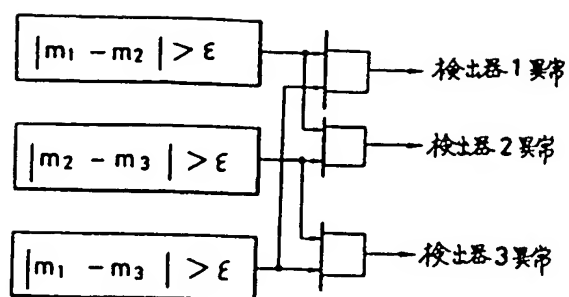 |m₁ − m₂| > ε
検出器1異常
|m₂ − m₃| > ε
検出器2異常
|m₁ − m₃| > ε
検出器3異常